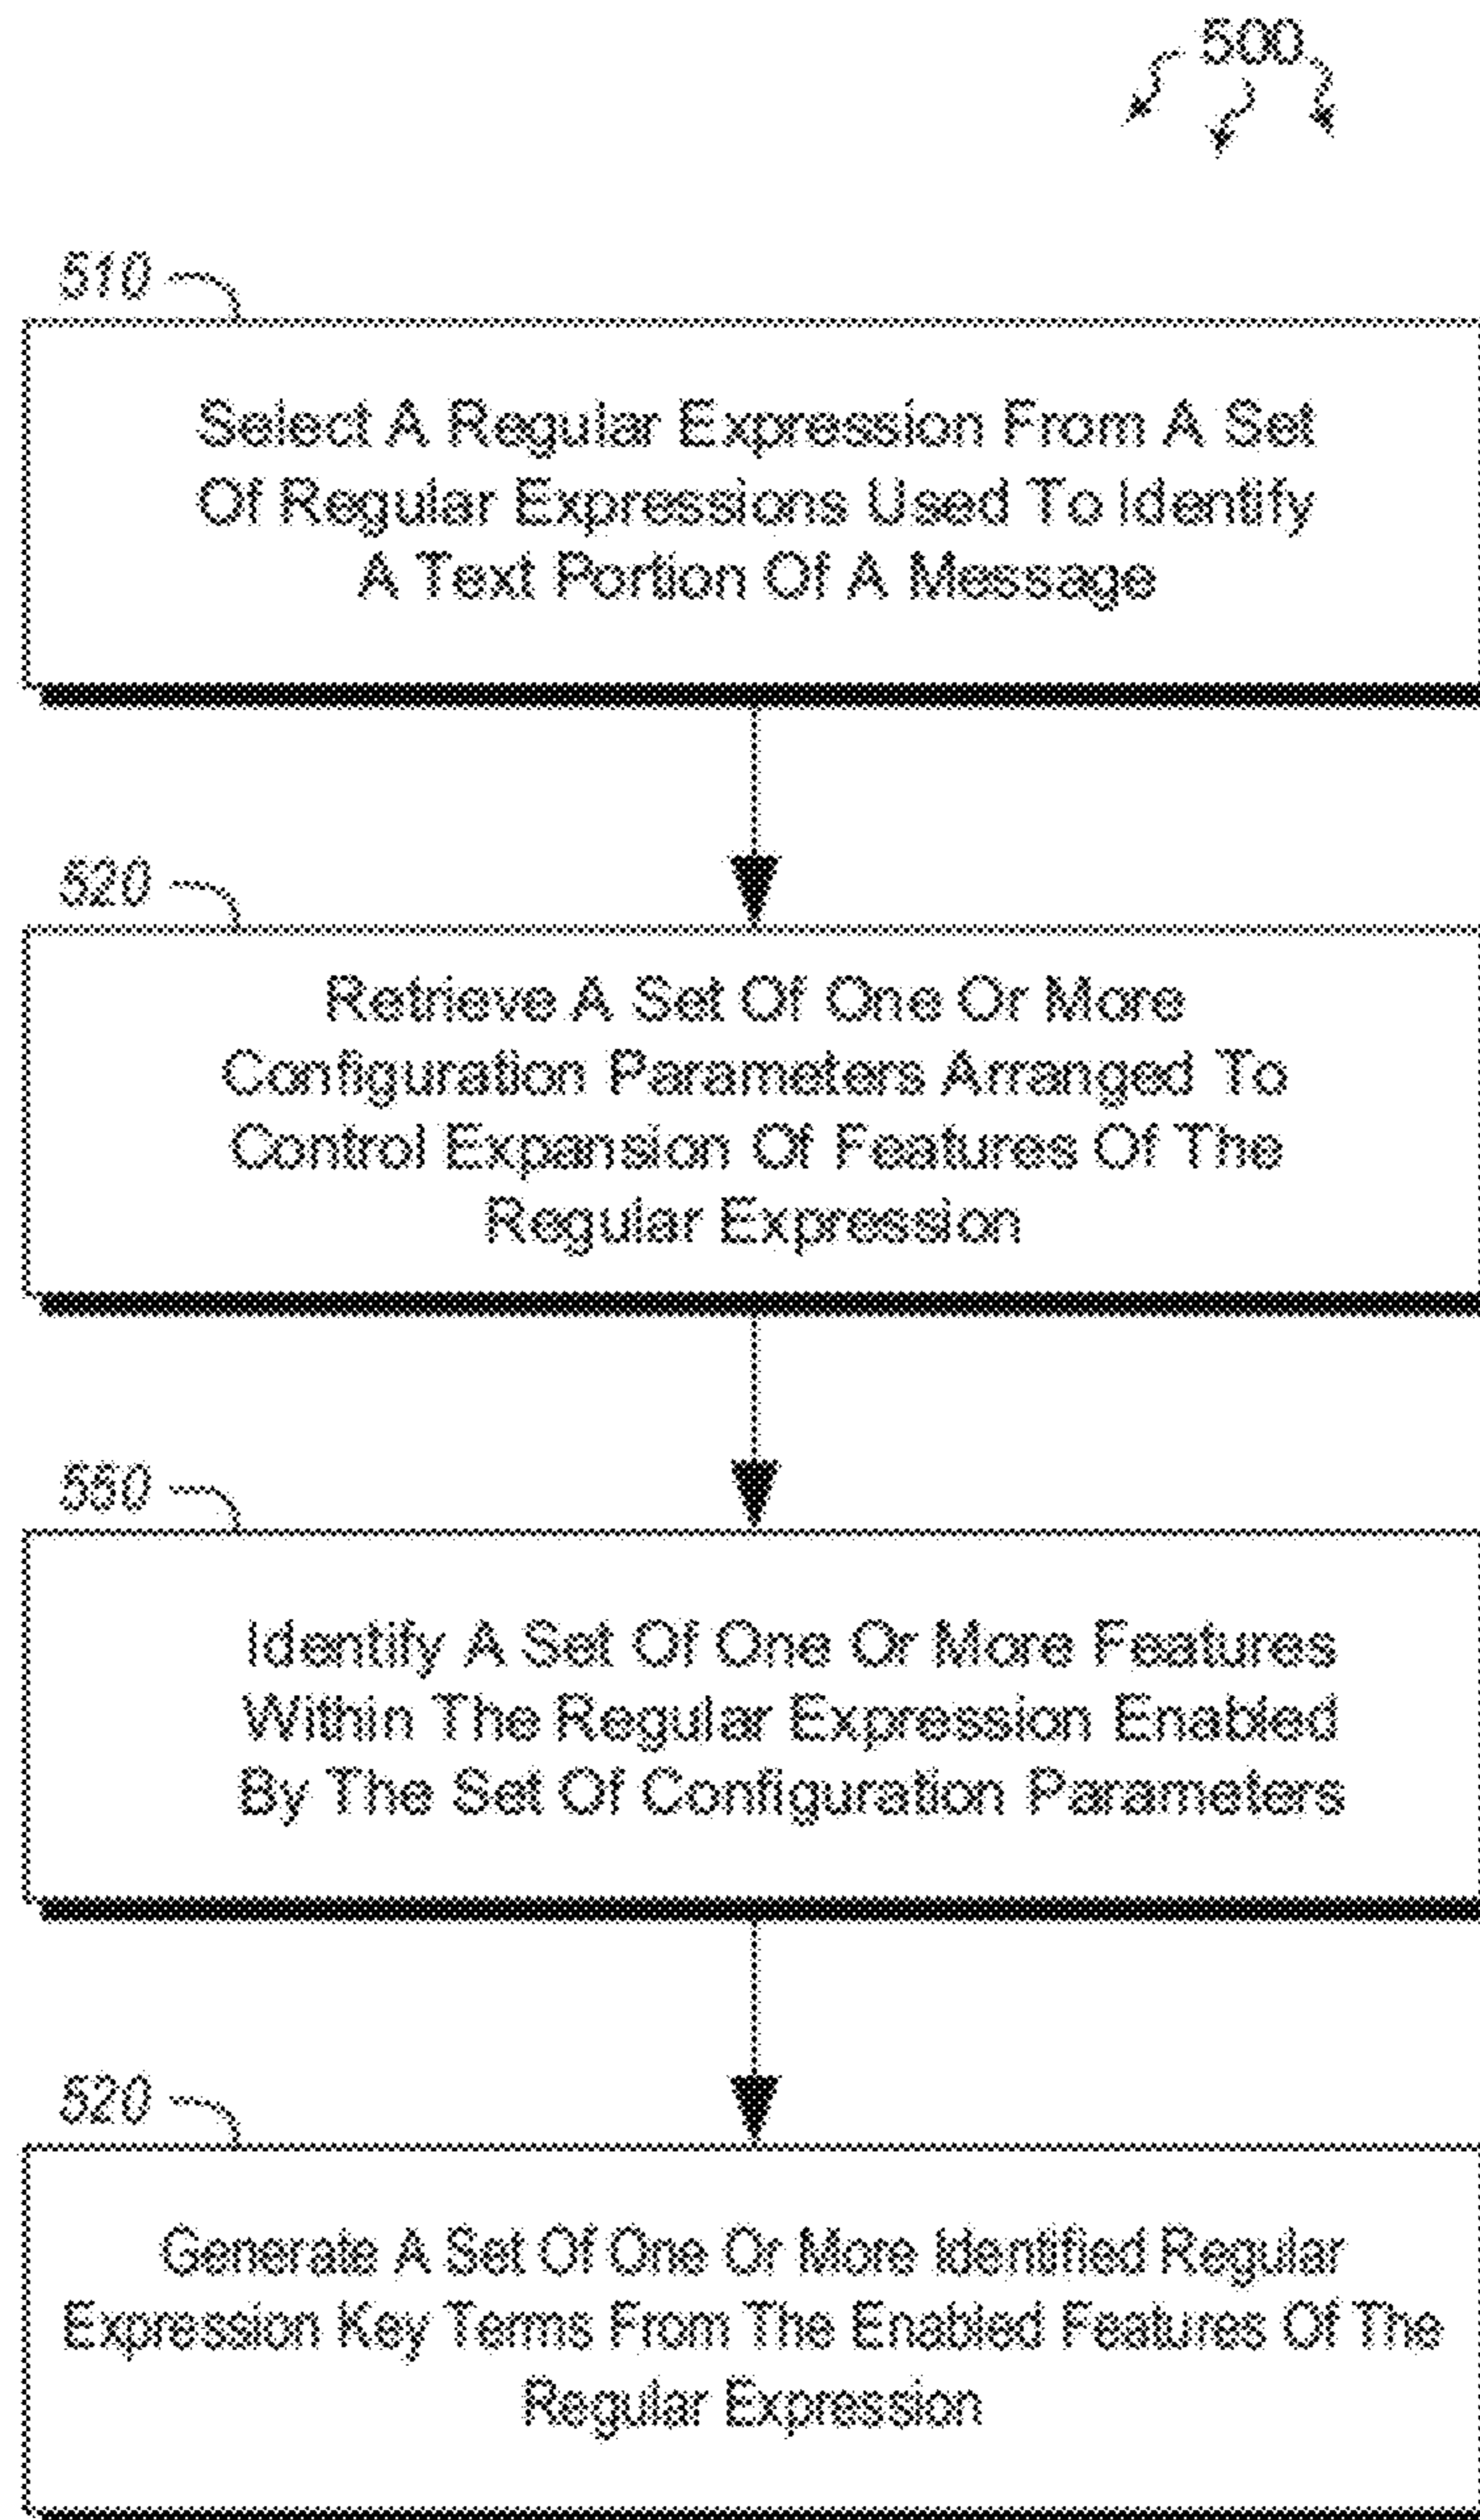 500
510
Select A Regular Expression From A Set
Of Regular Expressions Used To Identify
A Text Portion Of A Message
520
Retrieve A Set Of One Or More
Configuration Parameters Arranged To
Control Expansion Of Features Of The
Regular Expression
550
Identify A Set Of One Or More Features
Within The Regular Expression Enabled
By The Set Of Configuration Parameters
520
Generate A Set Of One Or More Identified Regular
Expression Key Terms From The Enabled Features Of The
Regular Expression